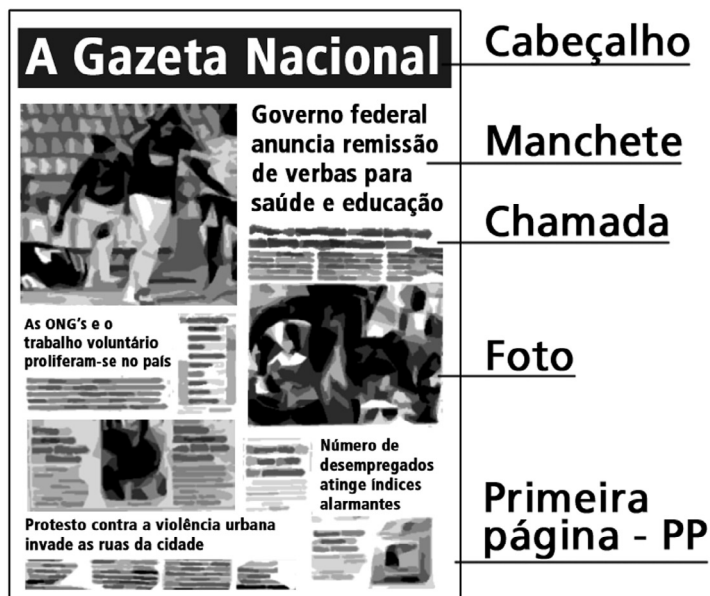 A Gazeta Nacional
Cabeçalho
Governo federal
anuncia remissão
de verbas para
saúde e educação
Manchete
Chamada
As ONG's e o
trabalho voluntário
proliferam-se no país
Foto
Número de
desempregados
atinge índices
alarmantes
Protesto contra a violência urbana
invade as ruas da cidade
Primeira
página - PP